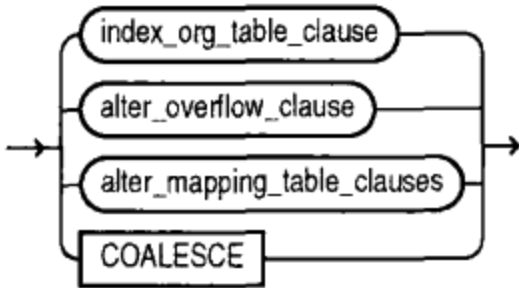 index_org_table_clause
alter_overflow_clause
alter_mapping_table_clauses
COALESCE